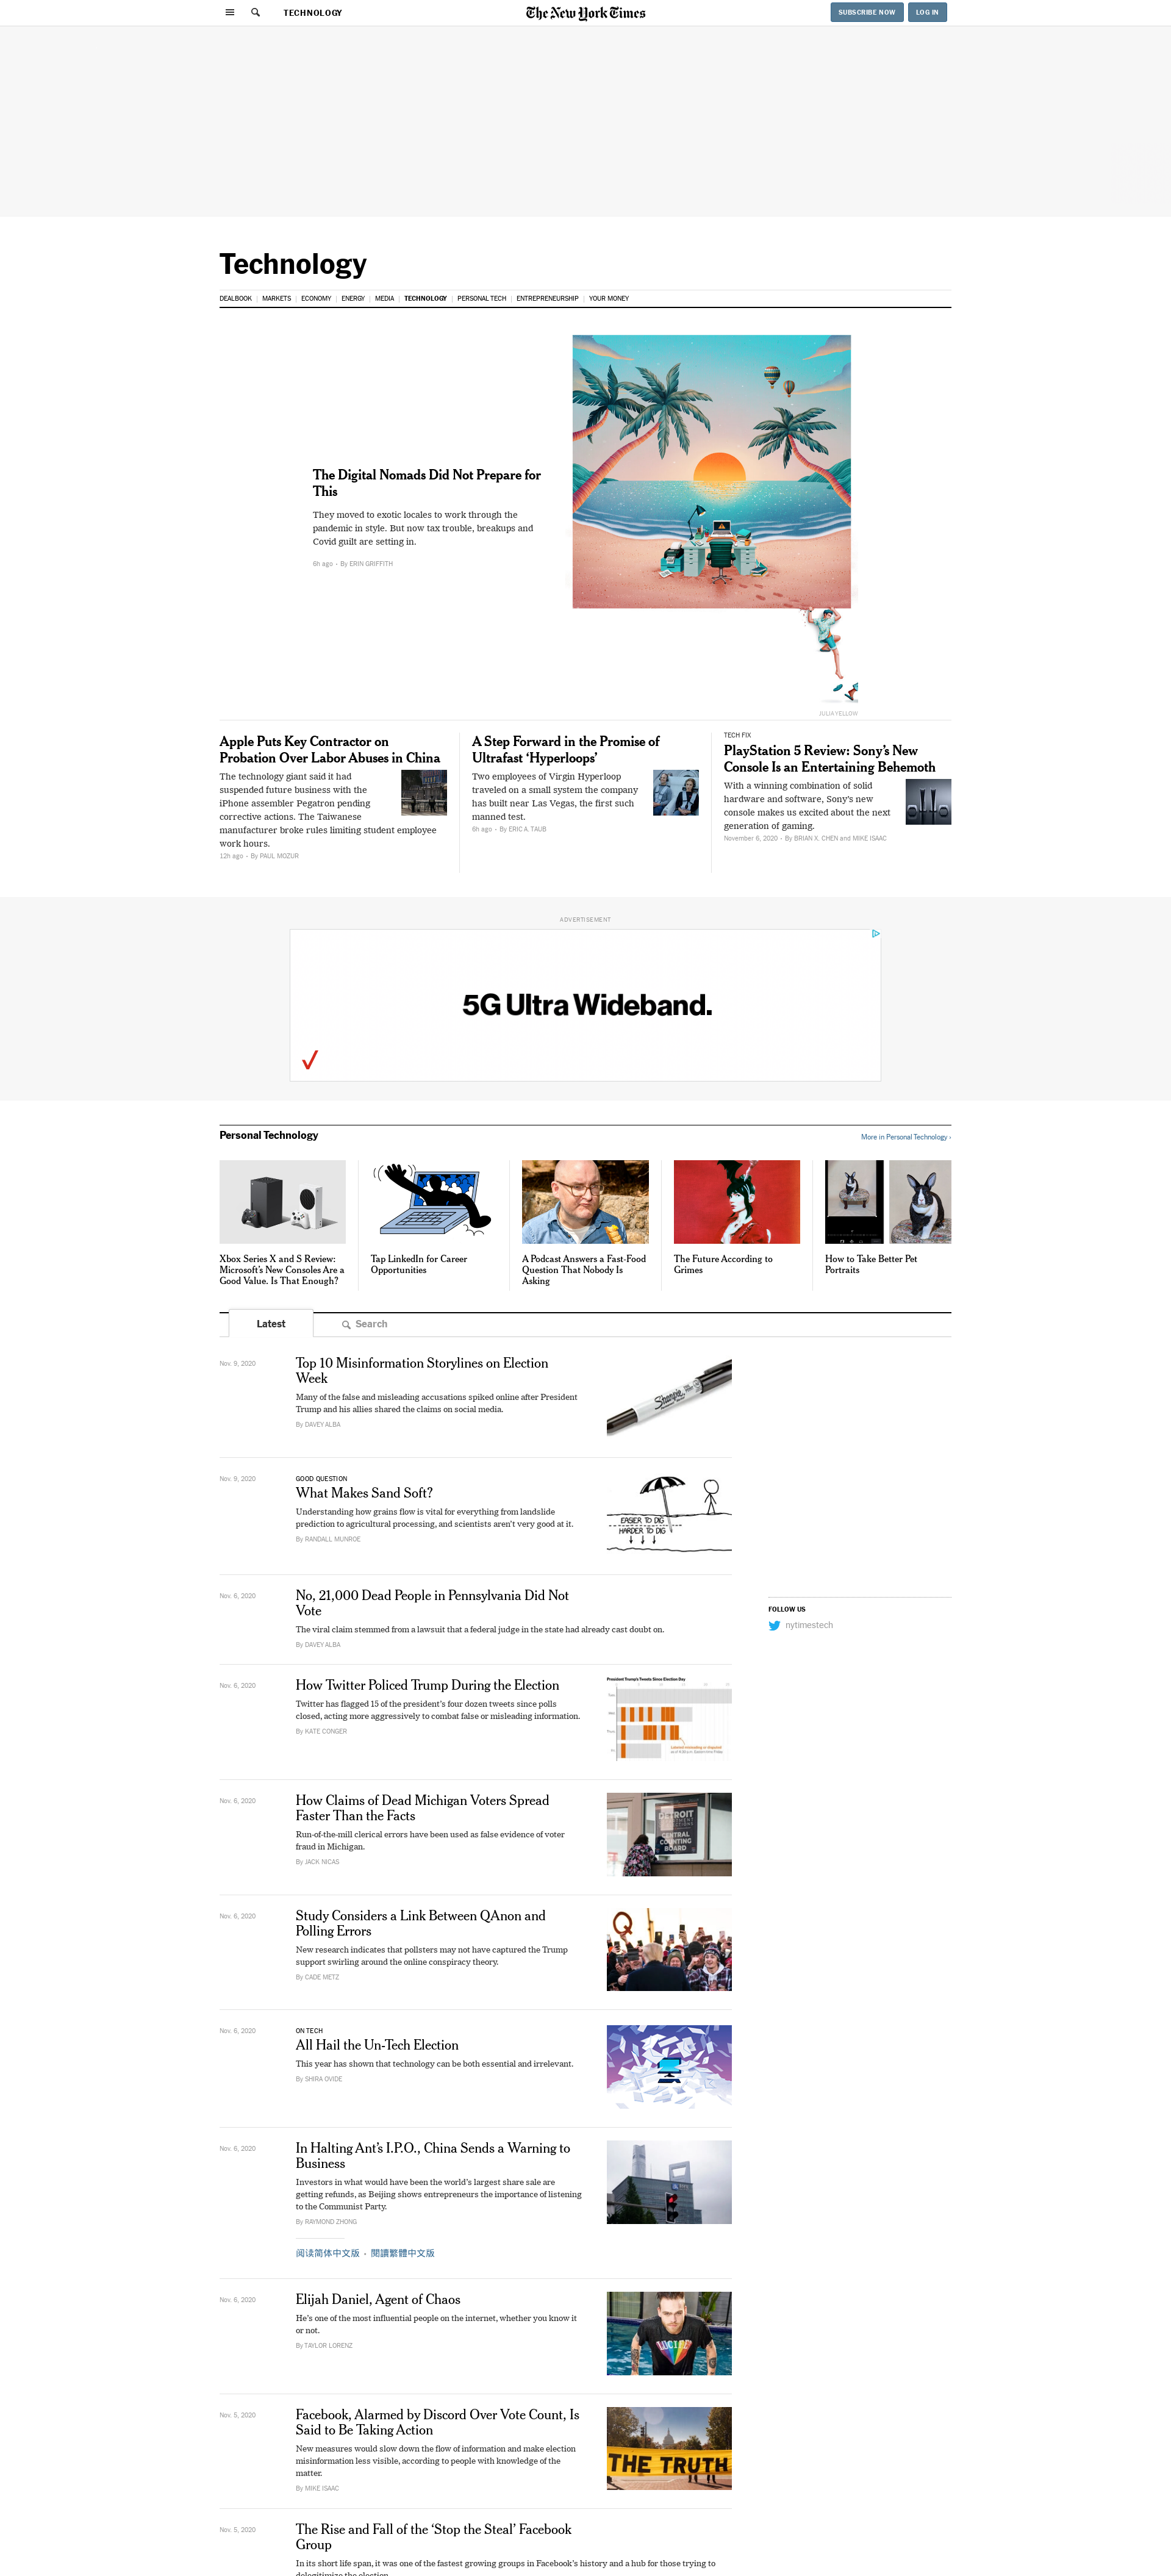 TECHNOLOGY
The New York Times
SUBSCRIBE NOW
LOG IN
Technology
DEALBOOK
MARKETS
ECONOMY
ENERGY
MEDIA
TECHNOLOGY
PERSONAL TECH
ENTREPRENEURSHIP
YOUR MONEY
The Digital Nomads Did Not Prepare for
This
They moved to exotic locales to work through the
pandemic in style. But now tax trouble, breakups and
Covid guilt are setting in.
6h ago • By ERIN GRIFFITH
JULIA YELLOW
Apple Puts Key Contractor on
Probation Over Labor Abuses in China
The technology giant said it had
suspended future business with the
iPhone assembler Pegatron pending
corrective actions. The Taiwanese
manufacturer broke rules limiting student employee
work hours.
12h ago • By PAUL MOZUR
A Step Forward in the Promise of
Ultrafast ‘Hyperloops’
Two employees of Virgin Hyperloop
traveled on a small system the company
has built near Las Vegas, the first such
manned test.
6h ago • By ERIC A. TAUB
TECH FIX
PlayStation 5 Review: Sony’s New
Console Is an Entertaining Behemoth
With a winning combination of solid
hardware and software, Sony’s new
console makes us excited about the next
generation of gaming.
November 6, 2020 • By BRIAN X. CHEN and MIKE ISAAC
ADVERTISEMENT
5G Ultra Wideband.
Personal Technology
More in Personal Technology ›
Xbox Series X and S Review:
Microsoft’s New Consoles Are a
Good Value. Is That Enough?
Tap LinkedIn for Career
Opportunities
A Podcast Answers a Fast-Food
Question That Nobody Is
Asking
The Future According to
Grimes
How to Take Better Pet
Portraits
Latest
Search
Nov. 9, 2020
Top 10 Misinformation Storylines on Election
Week
Many of the false and misleading accusations spiked online after President
Trump and his allies shared the claims on social media.
By DAVEY ALBA
Sharpie
Nov. 9, 2020
GOOD QUESTION
What Makes Sand Soft?
Understanding how grains flow is vital for everything from landslide
prediction to agricultural processing, and scientists aren’t very good at it.
By RANDALL MUNROE
EASIER TO DIG
HARDER TO DIG
Nov. 6, 2020
No, 21,000 Dead People in Pennsylvania Did Not
Vote
The viral claim stemmed from a lawsuit that a federal judge in the state had already cast doubt on.
By DAVEY ALBA
FOLLOW US
nytimestech
Nov. 6, 2020
How Twitter Policed Trump During the Election
Twitter has flagged 15 of the president’s four dozen tweets since polls
closed, acting more aggressively to combat false or misleading information.
By KATE CONGER
President Trump’s Tweets Since Election Day
Nov. 6, 2020
How Claims of Dead Michigan Voters Spread
Faster Than the Facts
Run-of-the-mill clerical errors have been used as false evidence of voter
fraud in Michigan.
By JACK NICAS
DETROIT
CENTRAL
COUNTING
BOARD
Nov. 6, 2020
Study Considers a Link Between QAnon and
Polling Errors
New research indicates that pollsters may not have captured the Trump
support swirling around the online conspiracy theory.
By CADE METZ
Q
Nov. 6, 2020
ON TECH
All Hail the Un-Tech Election
This year has shown that technology can be both essential and irrelevant.
By SHIRA OVIDE
Nov. 6, 2020
In Halting Ant’s I.P.O., China Sends a Warning to
Business
Investors in what would have been the world’s largest share sale are
getting refunds, as Beijing shows entrepreneurs the importance of listening
to the Communist Party.
By RAYMOND ZHONG
阅读简体中文版 • 閱讀繁體中文版
Nov. 6, 2020
Elijah Daniel, Agent of Chaos
He’s one of the most influential people on the internet, whether you know it
or not.
By TAYLOR LORENZ
LUCIFER
Nov. 5, 2020
Facebook, Alarmed by Discord Over Vote Count, Is
Said to Be Taking Action
New measures would slow down the flow of information and make election
misinformation less visible, according to people with knowledge of the
matter.
By MIKE ISAAC
THE TRUTH
Nov. 5, 2020
The Rise and Fall of the ‘Stop the Steal’ Facebook
Group
In its short life span, it was one of the fastest growing groups in Facebook’s history and a hub for those trying to
delegitimize the election.